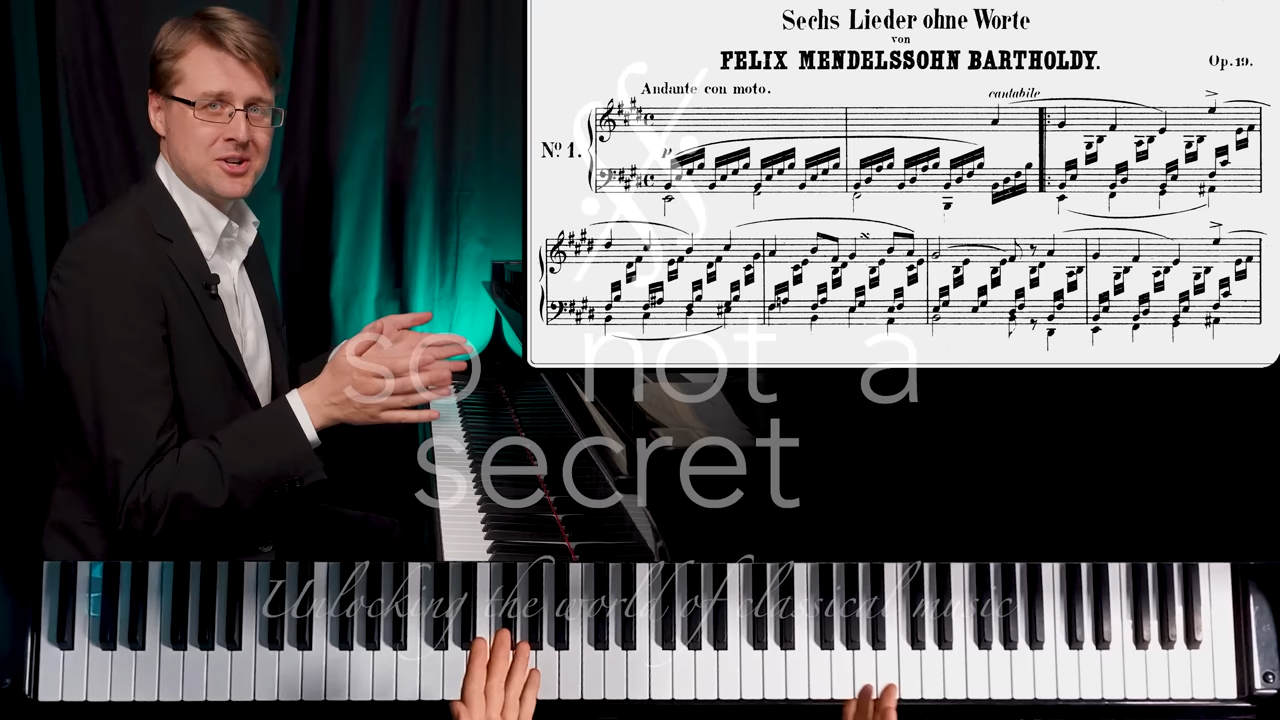 Sechs Lieder ohne Worte
von
FELIX MENDELSSOHN BARTHOLDY.
Op. 19.
Andante con moto.
cantabile
Nº 1.
p
so not a
secret
Unlocking the world of classical music